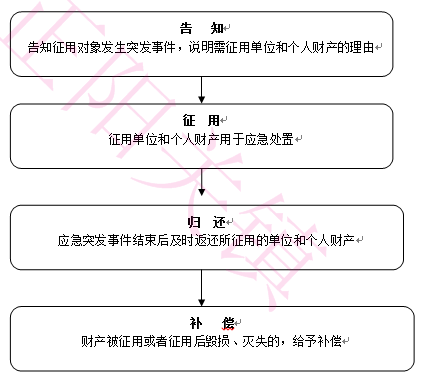 告 知
告知征用对象发生突发事件，说明需征用单位和个人财产的理由
征 用
征用单位和个人财产用于应急处置
归 还
应急突发事件结束后及时返还所征用的单位和个人财产
补 偿
财产被征用或者征用后毁损、灭失的，给予补偿
正阳关镇